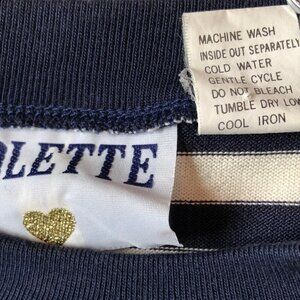 MACHINE WASH
INSIDE OUT SEPARATELY
COLD WATER
GENTLE CYCLE
DO NOT BLEACH
TUMBLE DRY LOW
COOL IRON
OLETTE